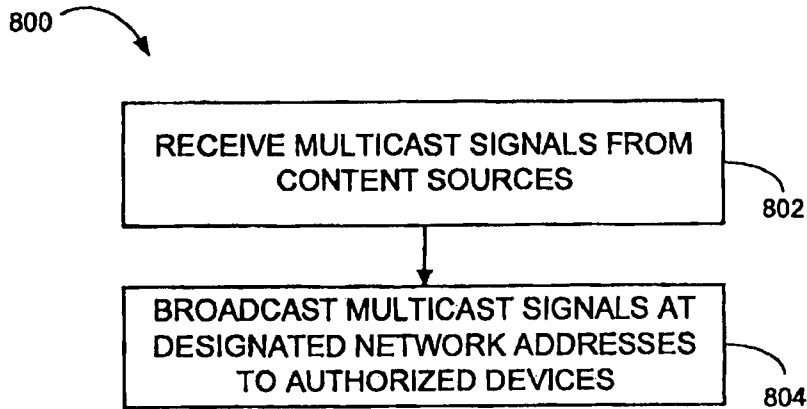 800
RECEIVE MULTICAST SIGNALS FROM
CONTENT SOURCES
802
BROADCAST MULTICAST SIGNALS AT
DESIGNATED NETWORK ADDRESSES
TO AUTHORIZED DEVICES
804